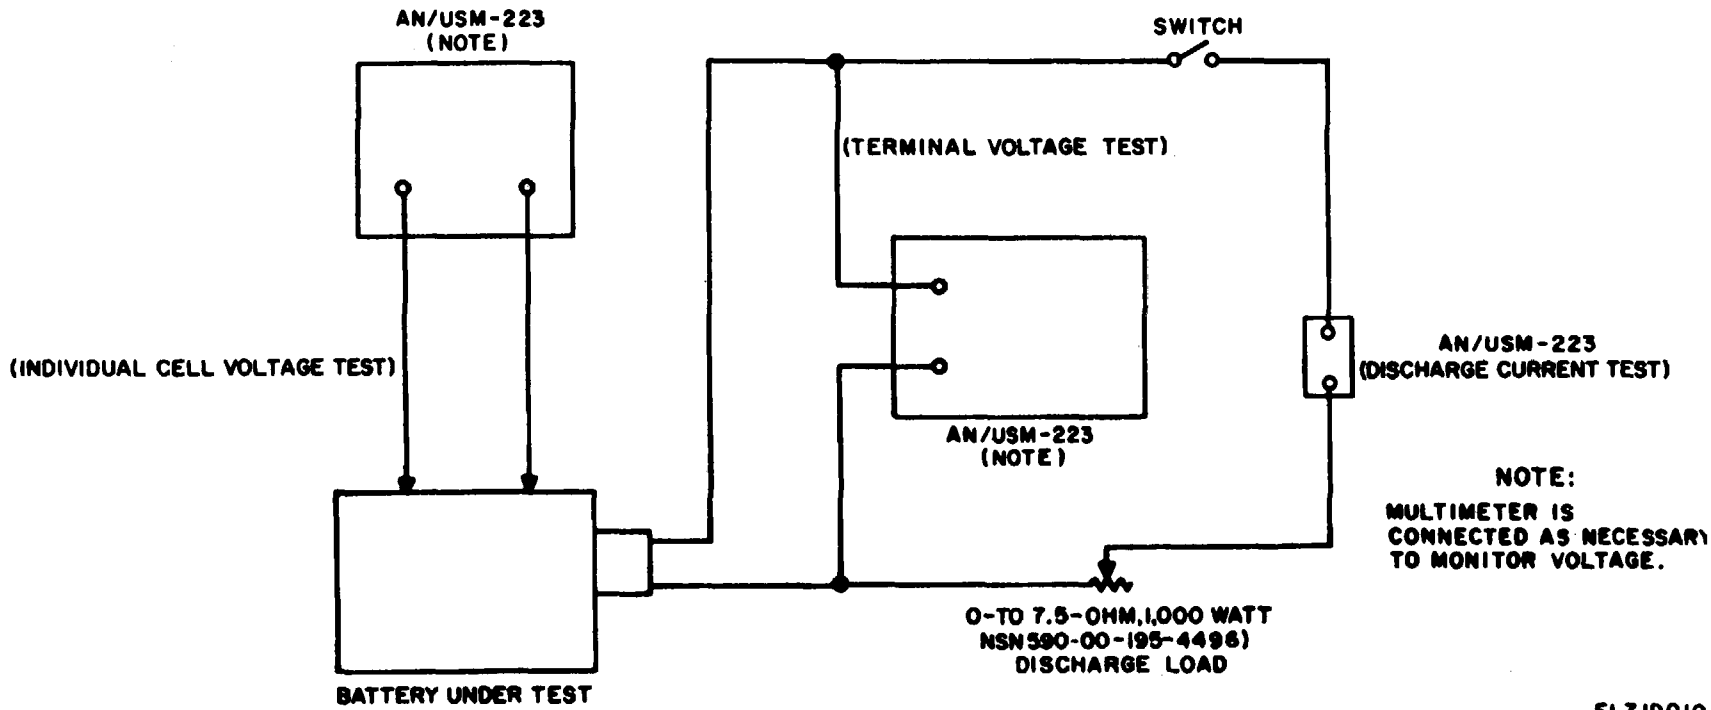 AN/USM-223
(NOTE)
SWITCH
(TERMINAL VOLTAGE TEST)
(INDIVIDUAL CELL VOLTAGE TEST)
AN/USM-223
(DISCHARGE CURRENT TEST)
AN/USM-223
(NOTE)
NOTE:
MULTIMETER IS
CONNECTED AS NECESSARY
TO MONITOR VOLTAGE.
0-TO 7.5-OHM,1,000 WATT
NSN 590-00-195-4496)
DISCHARGE LOAD
BATTERY UNDER TEST